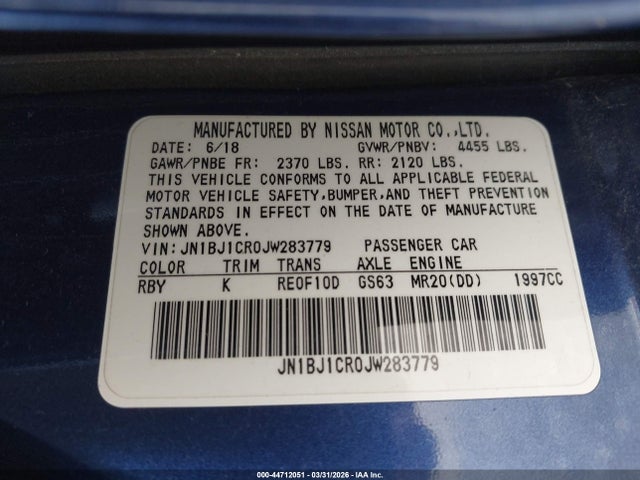 MANUFACTURED BY NISSAN MOTOR CO.,LTD.
DATE: 6/18 GVWR/PNBV: 4455 LBS.
GAWR/PNBE FR: 2370 LBS. RR: 2120 LBS.
THIS VEHICLE CONFORMS TO ALL APPLICABLE FEDERAL
MOTOR VEHICLE SAFETY,BUMPER,AND THEFT PREVENTION
STANDARDS IN EFFECT ON THE DATE OF MANUFACTURE
SHOWN ABOVE.
VIN:JN1BJ1CR0JW283779 PASSENGER CAR
COLOR TRIM TRANS AXLE ENGINE
RBY K RE0F10D GS63 MR20(DD) 1997CC
JN1BJ1CR0JW283779
000-44712051 - 03/31/2026 - IAA Inc.